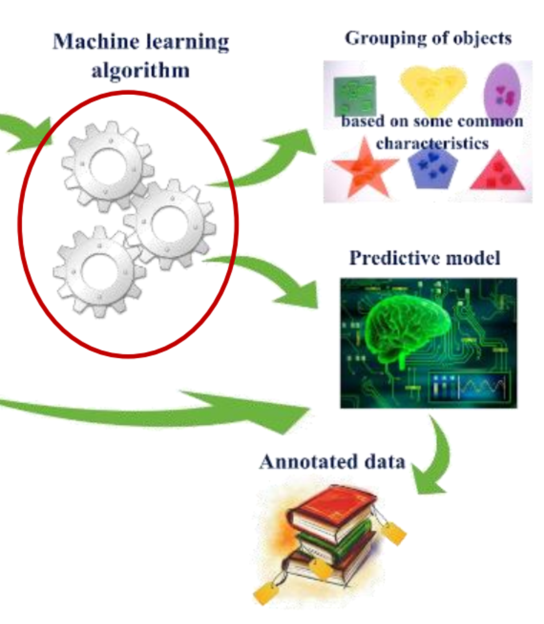 Machine learning
algorithm
Grouping of objects
based on some common
characteristics
Predictive model
Annotated data